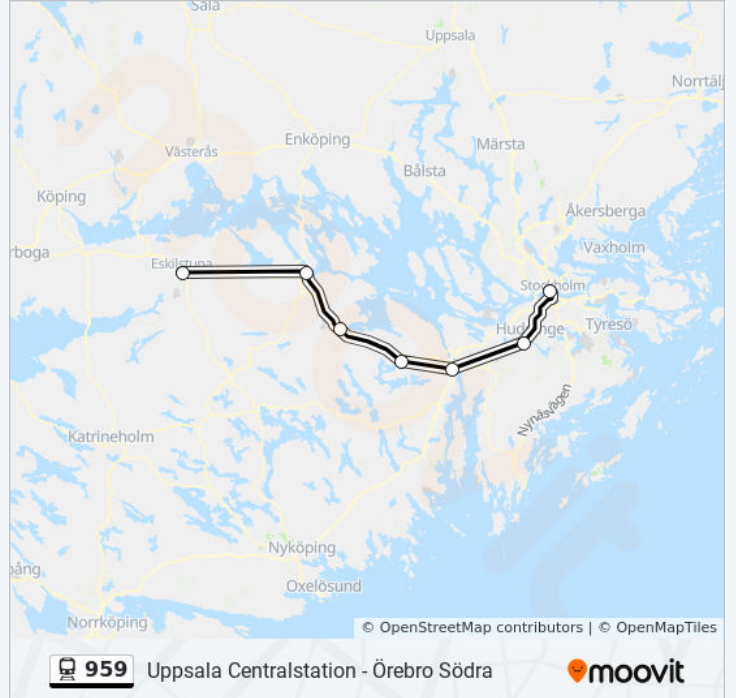 Sala
Uppsala
Norrtälj
Enköping
Märsta
Västerås
Bålsta
Köping
Åkersberga
Vaxholm
rboga
Eskilstuna
Stockholm
Huddinge
Tyresö
Nynäsvägen
Katrineholm
Nyköping
oång
Oxelösund
Norrköping
© OpenStreetMap contributors | © OpenMapTiles
959 Uppsala Centralstation - Örebro Södra
moovit